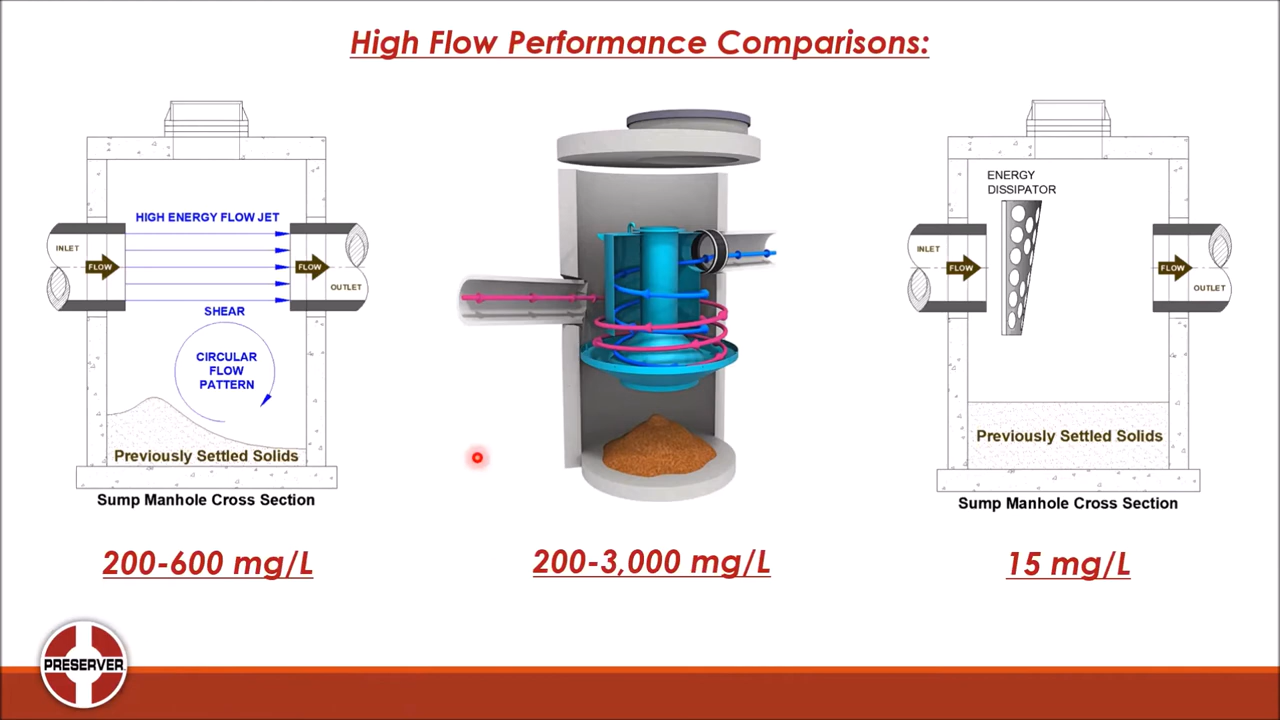 High Flow Performance Comparisons:
HIGH ENERGY FLOW JET
INLET
FLOW
FLOW
OUTLET
SHEAR
CIRCULAR
FLOW
PATTERN
Previously Settled Solids
Sump Manhole Cross Section
200-600 mg/L
200-3,000 mg/L
ENERGY
DISSIPATOR
INLET
FLOW
FLOW
OUTLET
Previously Settled Solids
Sump Manhole Cross Section
15 mg/L
PRESERVER